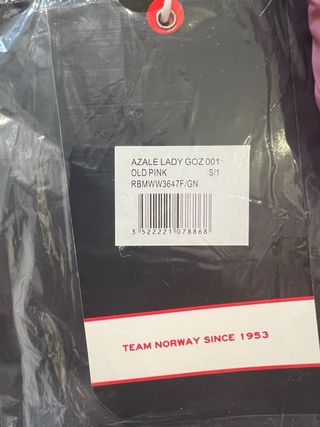 AZALE LADY GOZ 001
OLD PINK S/1
RBMWW3647F/GN
3 522221 078868
TEAM NORWAY SINCE 1953